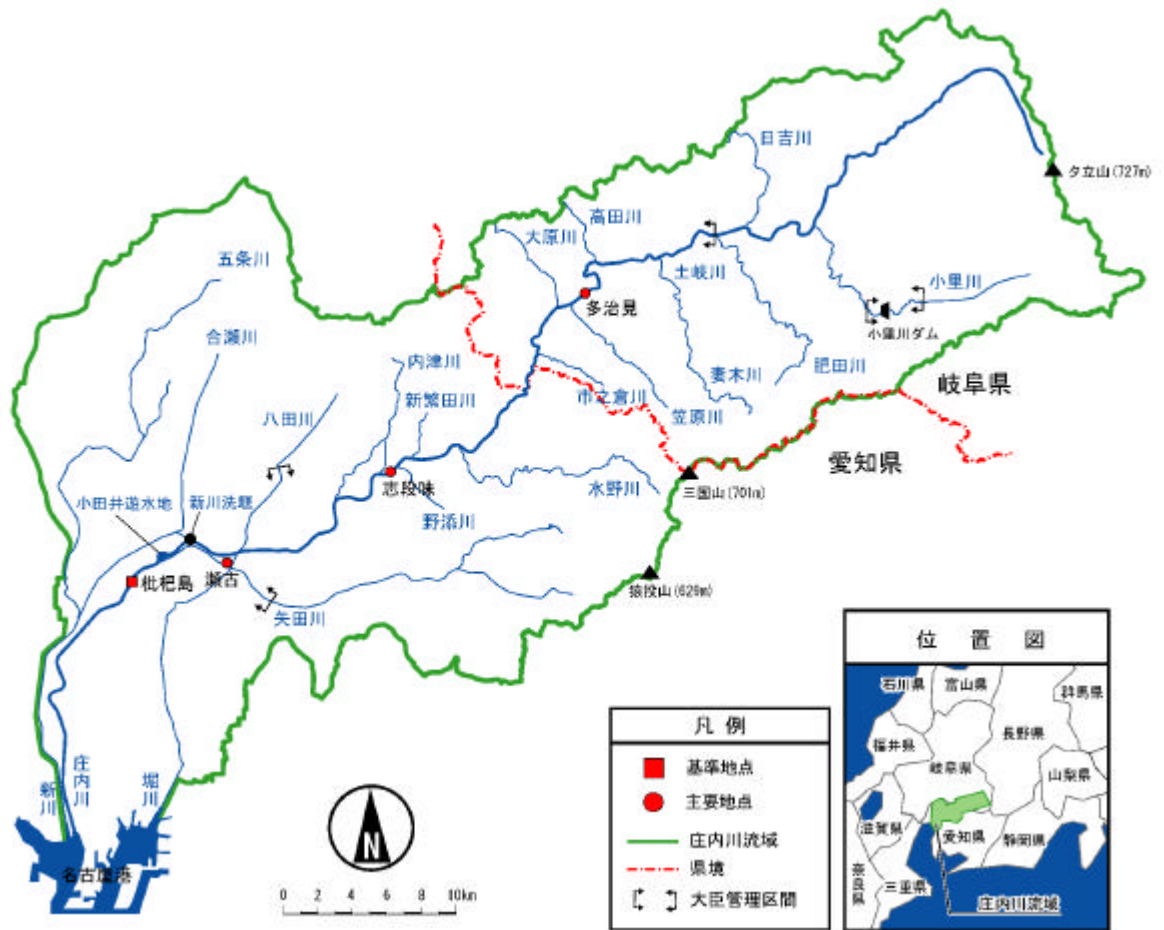 日吉川
夕立山(727m)
高田川
大原川
五条川
土岐川
小里川
多治見
合瀬川
小里川ダム
内津川
妻木川
肥田川
岐阜県
新繁田川
市之倉川
八田川
笠原川
愛知県
志段味
水野川
三国山(701m)
小田井遊水地
新川洗堰
野添川
枇杷島
瀬古
猿投山(629m)
矢田川
新川
庄内川
堀川
名古屋港
N
0 2 4 6 8 10km
凡例
基準地点
主要地点
庄内川流域
県境
大臣管理区間
位置図
石川県
富山県
群馬県
長野県
福井県
岐阜県
山梨県
滋賀県
愛知県
静岡県
奈良県
三重県
庄内川流域